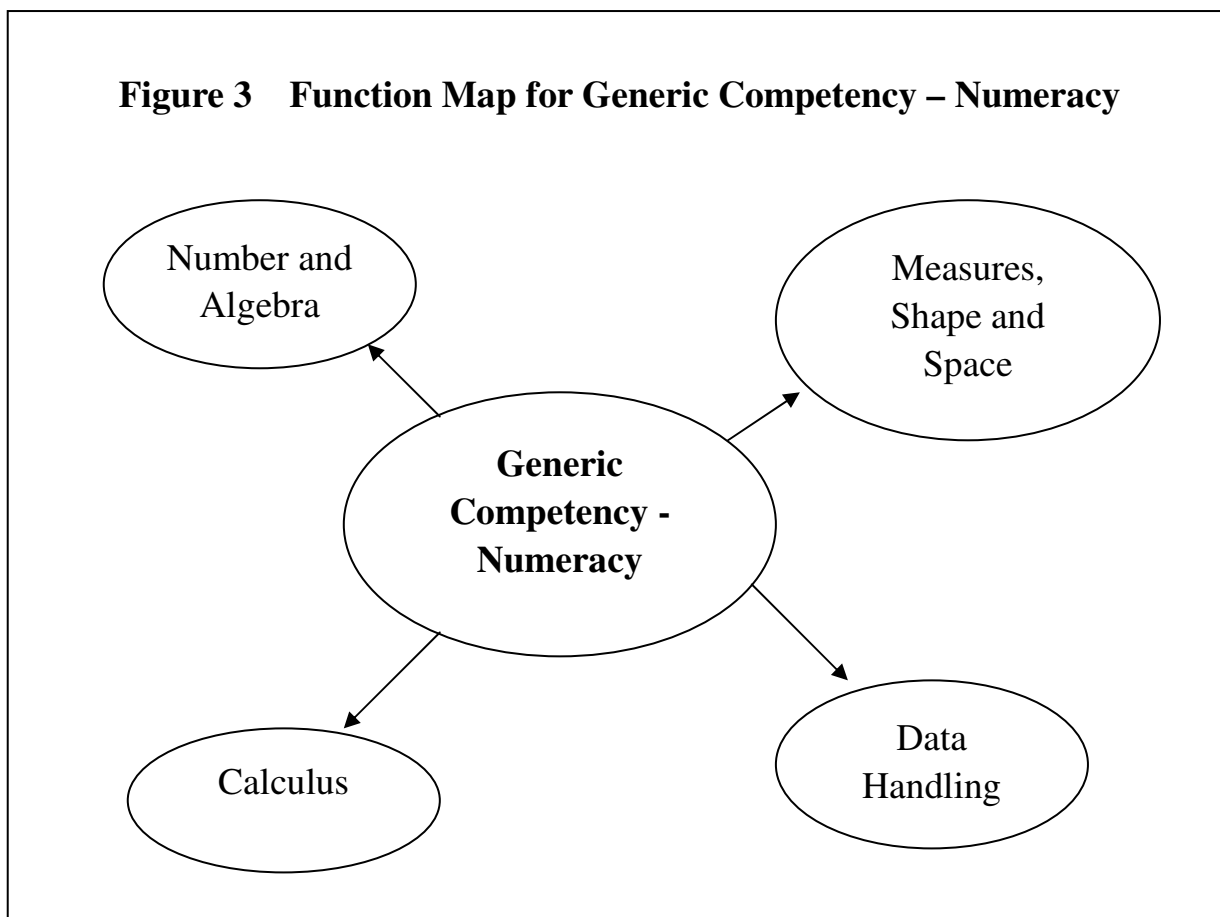 Figure 3 Function Map for Generic Competency – Numeracy
Number and
Algebra
Measures,
Shape and
Space
Generic
Competency -
Numeracy
Calculus
Data
Handling